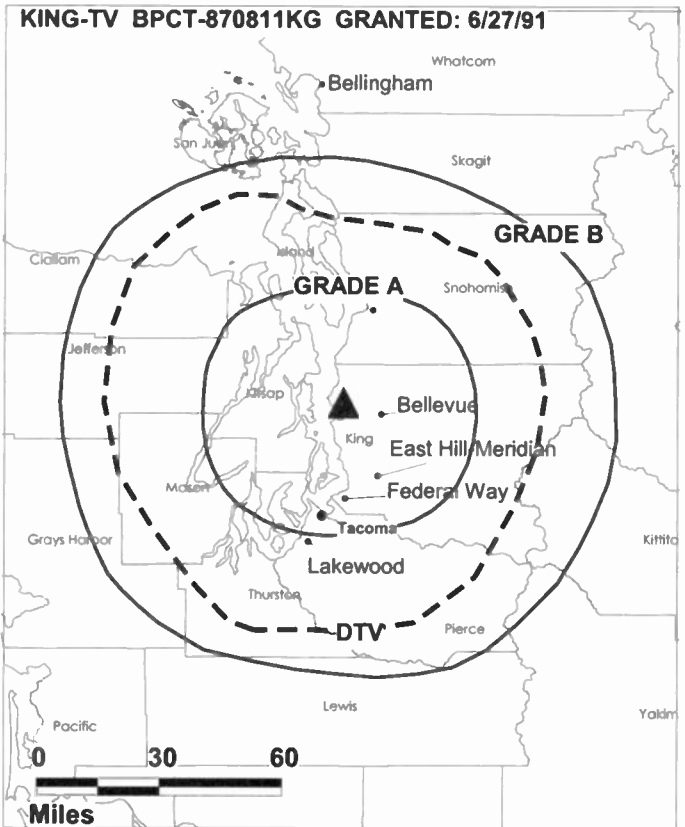 KING-TV BPCT-870811KG GRANTED: 6/27/91
Whatcom
Bellingham
San Juan
Skagit
GRADE B
Island
Clallam
GRADE A
Snohomish
Jefferson
Kitsap
Bellevue
King
East Hill-Meridian
Mason
Federal Way
Tacoma
Grays Harbor
Kittita
Lakewood
Thurston
DTV
Pierce
Lewis
Pacific
Yakim
0 30 60
Miles